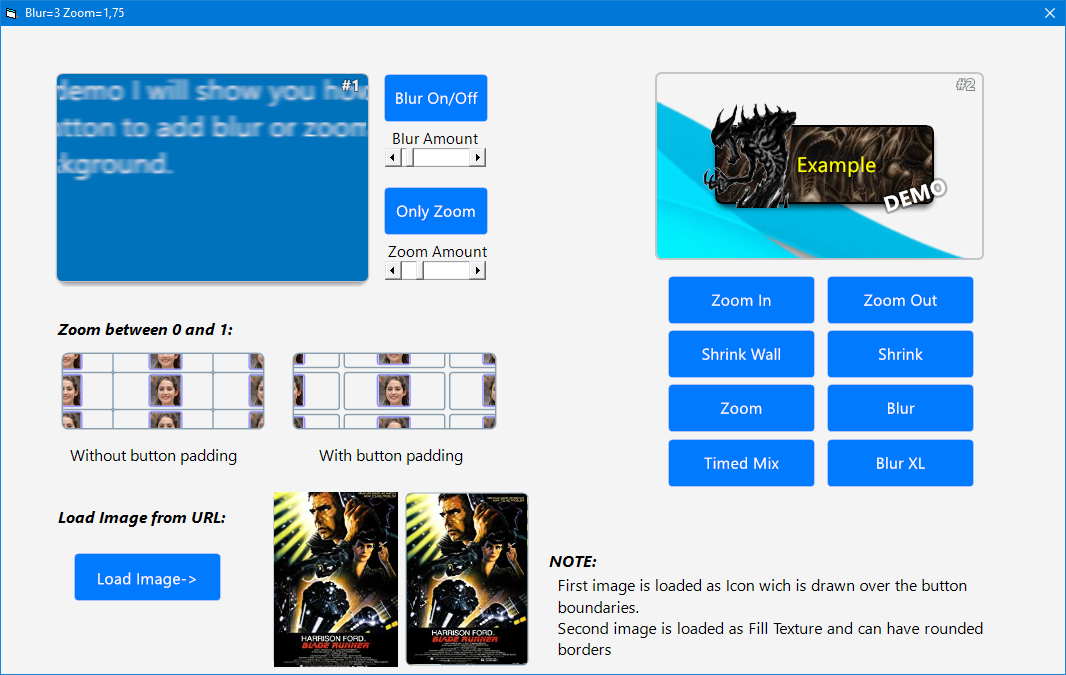 Blur=3 Zoom=1,75
demo I will show you how
#1
utton to add blur or zoom
kground.
Blur On/Off
Blur Amount
Only Zoom
Zoom Amount
#2
Example
DEMO
Zoom In
Zoom Out
Shrink Wall
Shrink
Zoom
Blur
Timed Mix
Blur XL
Zoom between 0 and 1:
Without button padding
With button padding
Load Image from URL:
Load Image->
HARRISON FORD
BLADE RUNNER
HARRISON FORD
BLADE RUNNER
NOTE:
First image is loaded as Icon wich is drawn over the button
boundaries.
Second image is loaded as Fill Texture and can have rounded
borders